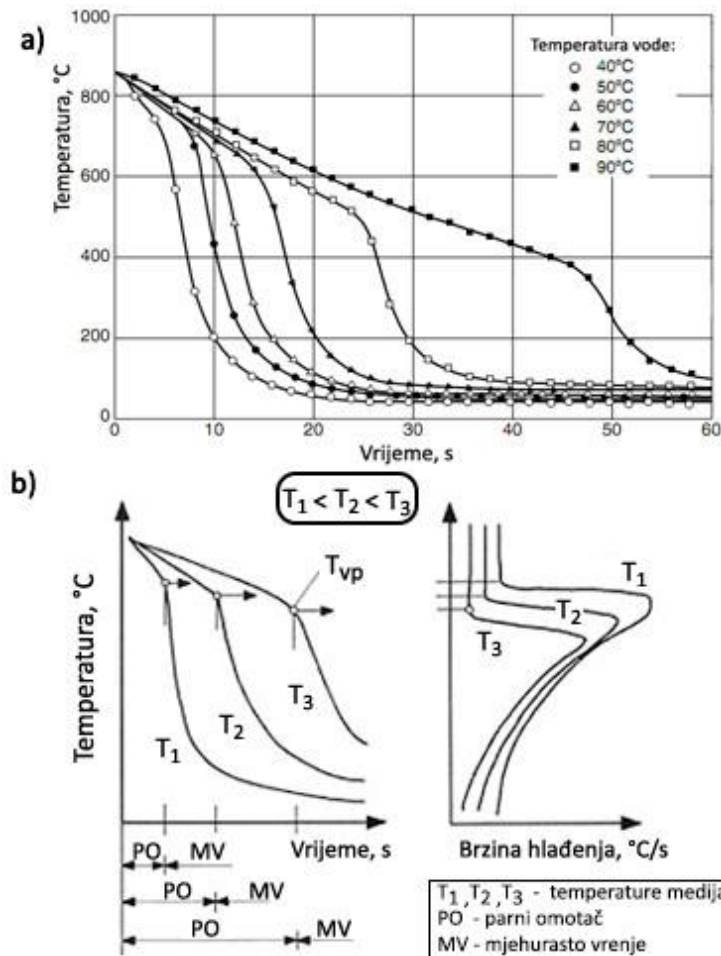 a)
Temperatura, °C
1000
800
600
400
200
0
0 10 20 30 40 50 60
Vrijeme, s
Temperatura vode:
40°C
50°C
60°C
70°C
80°C
90°C
b)
T₁ < T₂ < T₃
Temperatura, °C
Tvp
T₁
T₂
T₃
Vrijeme, s
PO MV
PO MV
PO MV
T₁
T₂
T₃
Brzina hlađenja, °C/s
T₁,T₂,T₃ - temperature medija
PO - parni omotač
MV - mjehurasto vrenje